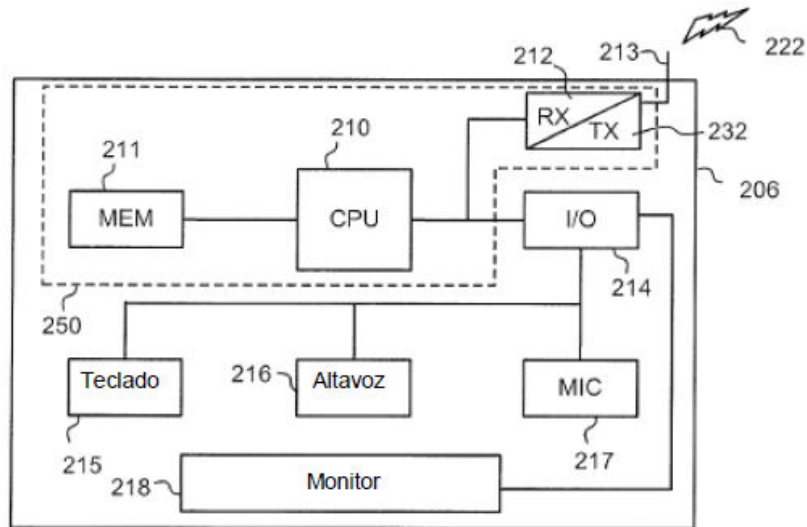 213
222
212
RX
TX
232
210
211
MEM
CPU
206
I/O
214
250
Teclado
216
Altavoz
MIC
215
217
218
Monitor